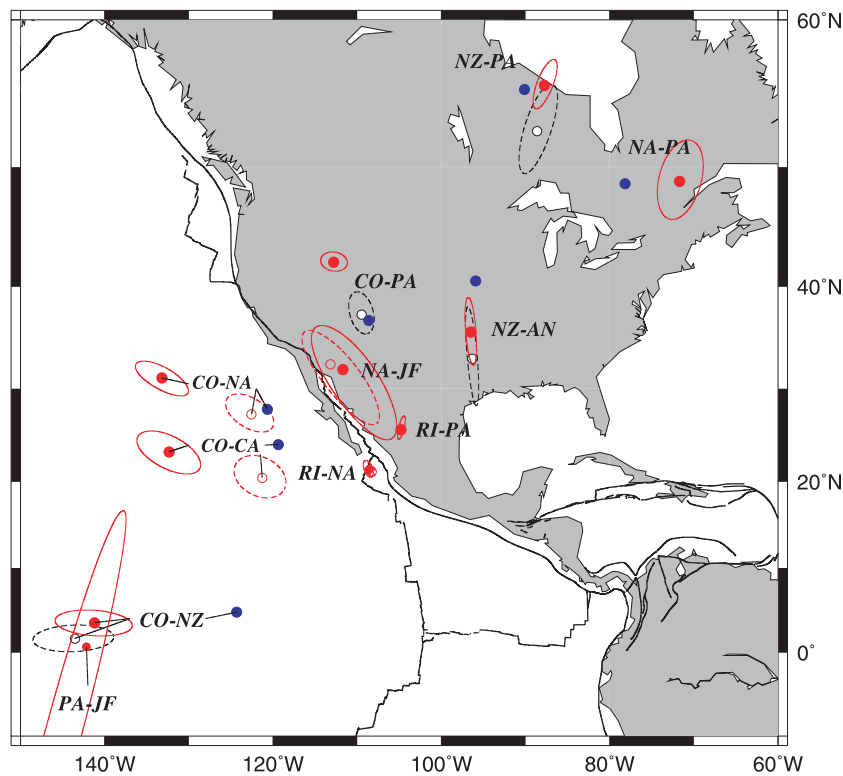 60°N
NZ-PA
NA-PA
40°N
CO-PA
NZ-AN
CO-NA
NA-JF
CO-CA
RI-PA
RI-NA
20°N
CO-NZ
0°
PA-JF
140°W 120°W 100°W 80°W 60°W